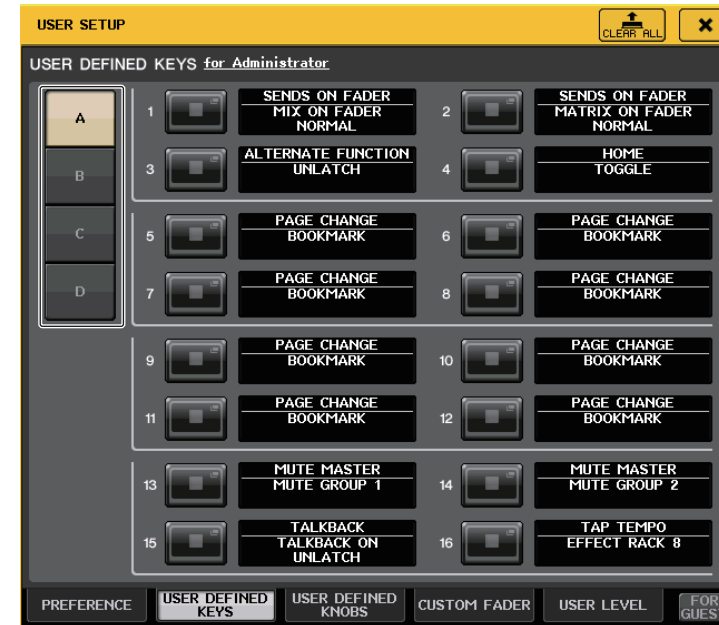 USER SETUP
CLEAR ALL
USER DEFINED KEYS for Administrator
A
B
C
D
1
SENDS ON FADER
MIX ON FADER
NORMAL
2
SENDS ON FADER
MATRIX ON FADER
NORMAL
3
ALTERNATE FUNCTION
UNLATCH
4
HOME
TOGGLE
5
PAGE CHANGE
BOOKMARK
6
PAGE CHANGE
BOOKMARK
7
PAGE CHANGE
BOOKMARK
8
PAGE CHANGE
BOOKMARK
9
PAGE CHANGE
BOOKMARK
10
PAGE CHANGE
BOOKMARK
11
PAGE CHANGE
BOOKMARK
12
PAGE CHANGE
BOOKMARK
13
MUTE MASTER
MUTE GROUP 1
14
MUTE MASTER
MUTE GROUP 2
15
TALKBACK
TALKBACK ON
UNLATCH
16
TAP TEMPO
EFFECT RACK 8
PREFERENCE
USER DEFINED
KEYS
USER DEFINED
KNOBS
CUSTOM FADER
USER LEVEL
FOR
GUES